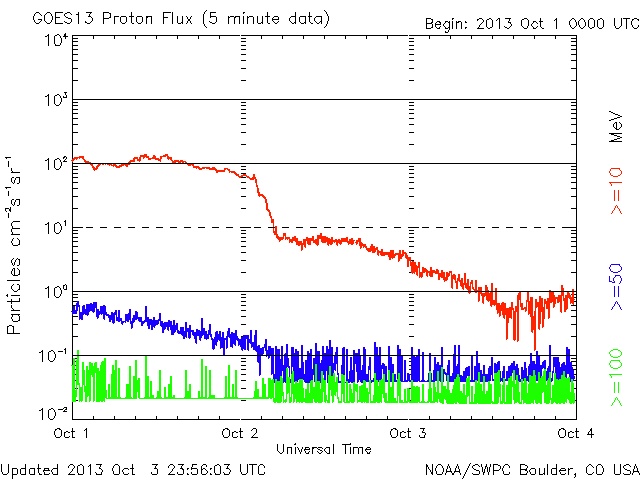 GOES13 Proton Flux (5 minute data)
Begin: 2013 Oct 1 0000 UTC
10⁴
10³
10²
10¹
10⁰
10⁻¹
10⁻²
Particles cm⁻²s⁻¹sr⁻¹
MeV
>=10
>=50
>=100
Oct 1 Oct 2 Oct 3 Oct 4
Universal Time
Updated 2013 Oct 3 23:56:03 UTC
NOAA/SWPC Boulder, CO USA